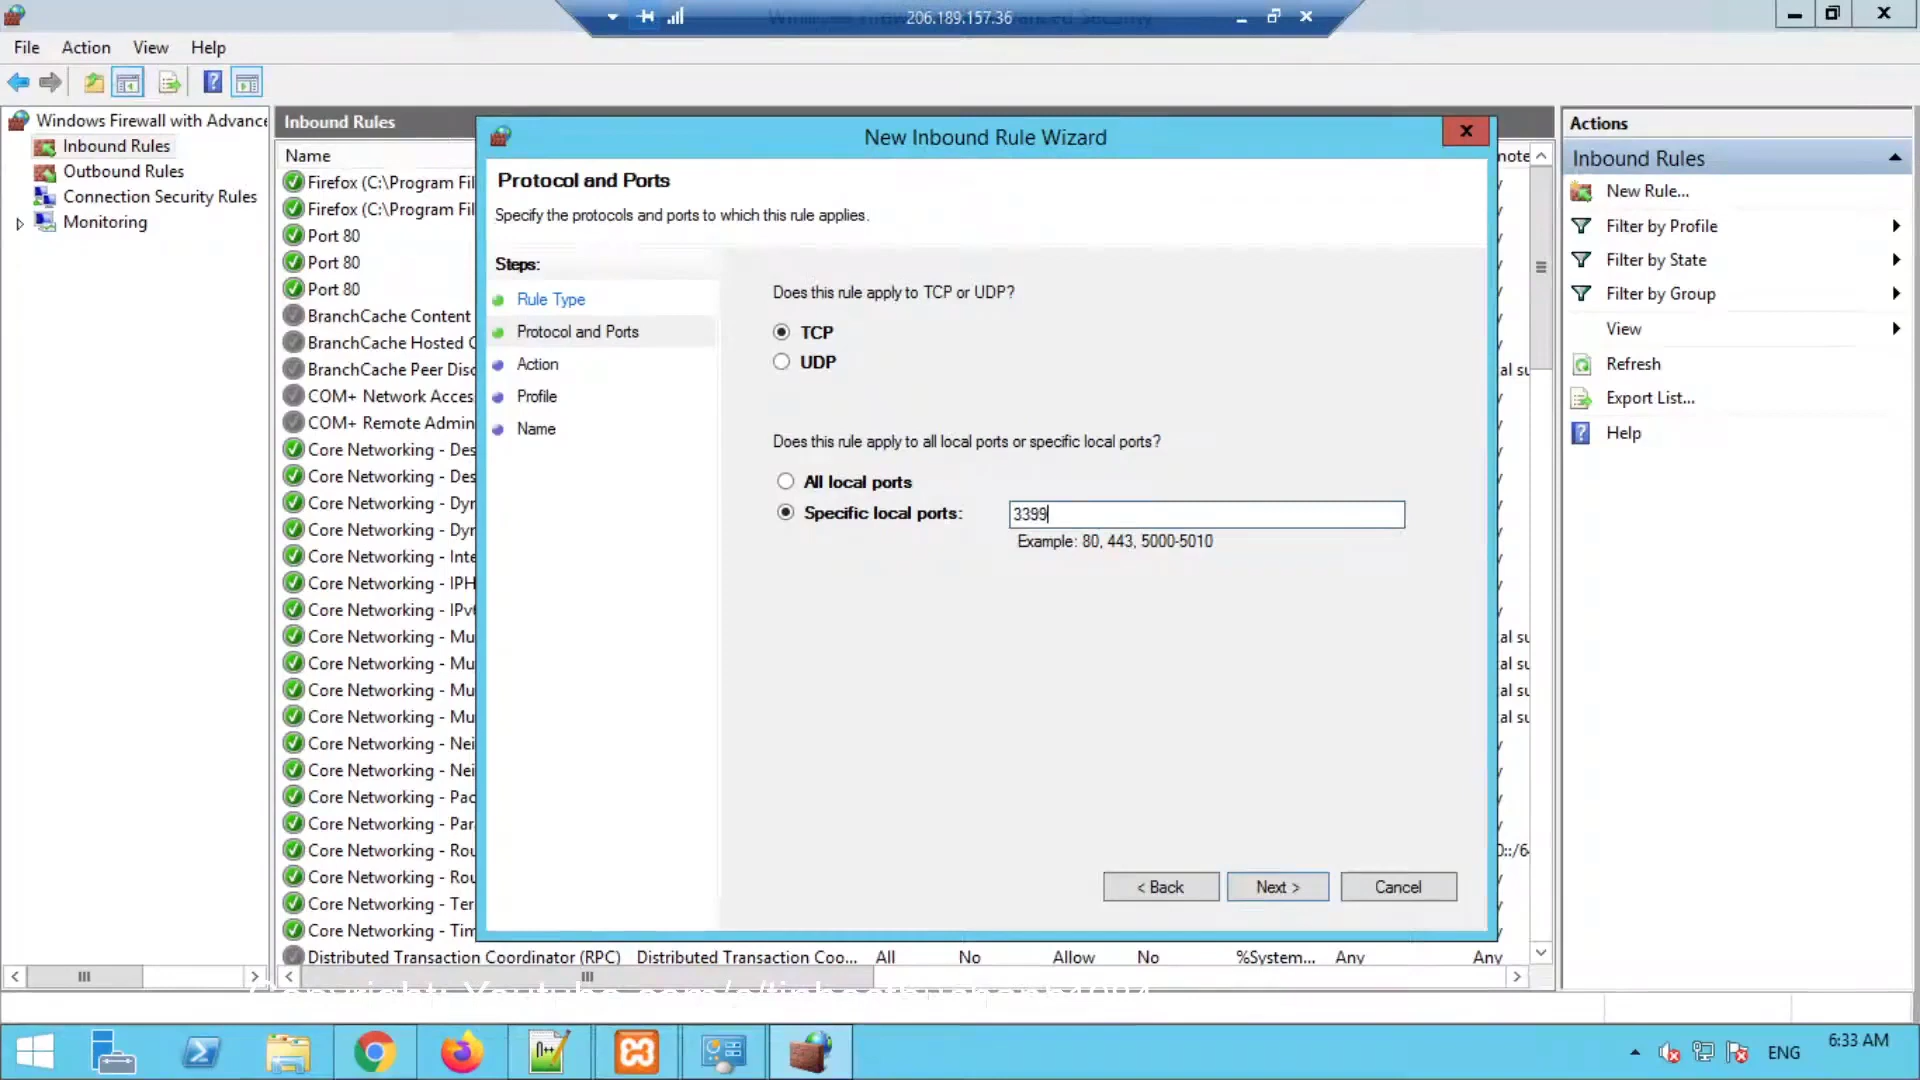 206.189.157.36
File Action View Help
Windows Firewall with Advance
Inbound Rules
Outbound Rules
Connection Security Rules
Monitoring
Inbound Rules
Name
Firefox (C:\Program Fil
Firefox (C:\Program Fil
Port 80
Port 80
Port 80
BranchCache Content
BranchCache Hosted C
BranchCache Peer Disc
COM+ Network Acces
COM+ Remote Admin
Core Networking - Des
Core Networking - Des
Core Networking - Dyn
Core Networking - Dyn
Core Networking - Inte
Core Networking - IPH
Core Networking - IPv
Core Networking - Mu
Core Networking - Mu
Core Networking - Mu
Core Networking - Mu
Core Networking - Nei
Core Networking - Nei
Core Networking - Pac
Core Networking - Par
Core Networking - Rou
Core Networking - Rou
Core Networking - Ter
Core Networking - Tim
Distributed Transaction Coordinator (RPC) Distributed Transaction Coo... All No Allow No %System... Any Any
New Inbound Rule Wizard
Protocol and Ports
Specify the protocols and ports to which this rule applies.
Steps:
Rule Type
Protocol and Ports
Action
Profile
Name
Does this rule apply to TCP or UDP?
TCP
UDP
Does this rule apply to all local ports or specific local ports?
All local ports
Specific local ports: 3399
Example: 80, 443, 5000-5010
< Back Next > Cancel
Actions
Inbound Rules
New Rule...
Filter by Profile
Filter by State
Filter by Group
View
Refresh
Export List...
Help
ENG
6:33 AM